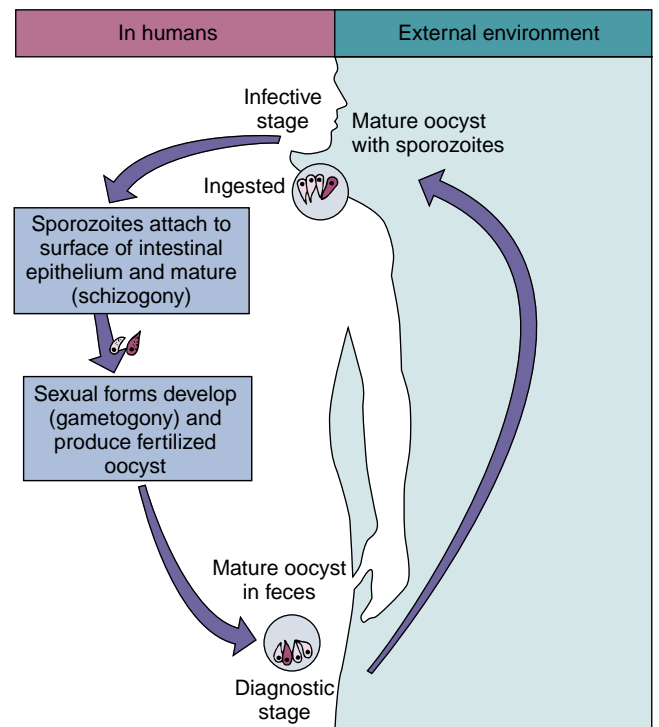 In humans
External environment
Infective
stage
Mature oocyst
with sporozoites
Ingested
Sporozoites attach to
surface of intestinal
epithelium and mature
(schizogony)
Sexual forms develop
(gametogony) and
produce fertilized
oocyst
Mature oocyst
in feces
Diagnostic
stage